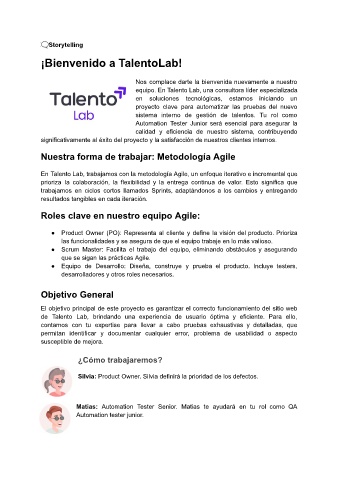 Storytelling
¡Bienvenido a TalentoLab!
Nos complace darte la bienvenida nuevamente a nuestro
equipo. En Talento Lab, una consultora líder especializada
en soluciones tecnológicas, estamos iniciando un
proyecto clave para automatizar las pruebas del nuevo
sistema interno de gestión de talentos. Tu rol como
Automation Tester Junior será esencial para asegurar la
calidad y eficiencia de nuestro sistema, contribuyendo
significativamente al éxito del proyecto y la satisfacción de nuestros clientes internos.
Talento
Lab
Nuestra forma de trabajar: Metodología Agile
En Talento Lab, trabajamos con la metodología Agile, un enfoque iterativo e incremental que
prioriza la colaboración, la flexibilidad y la entrega continua de valor. Esto significa que
trabajamos en ciclos cortos llamados Sprints, adaptándonos a los cambios y entregando
resultados tangibles en cada iteración.
Roles clave en nuestro equipo Agile:
● Product Owner (PO): Representa al cliente y define la visión del producto. Prioriza
las funcionalidades y se asegura de que el equipo trabaje en lo más valioso.
● Scrum Master: Facilita el trabajo del equipo, eliminando obstáculos y asegurando
que se sigan las prácticas Agile.
● Equipo de Desarrollo: Diseña, construye y prueba el producto. Incluye testers,
desarrolladores y otros roles necesarios.
Objetivo General
El objetivo principal de este proyecto es garantizar el correcto funcionamiento del sitio web
de Talento Lab, brindando una experiencia de usuario óptima y eficiente. Para ello,
contamos con tu expertise para llevar a cabo pruebas exhaustivas y detalladas, que
permitan identificar y documentar cualquier error, problema de usabilidad o aspecto
susceptible de mejora.
¿Cómo trabajaremos?
Silvia: Product Owner. Silvia definirá la prioridad de los defectos.
Matías: Automation Tester Senior. Matias te ayudará en tu rol como QA
Automation tester junior.